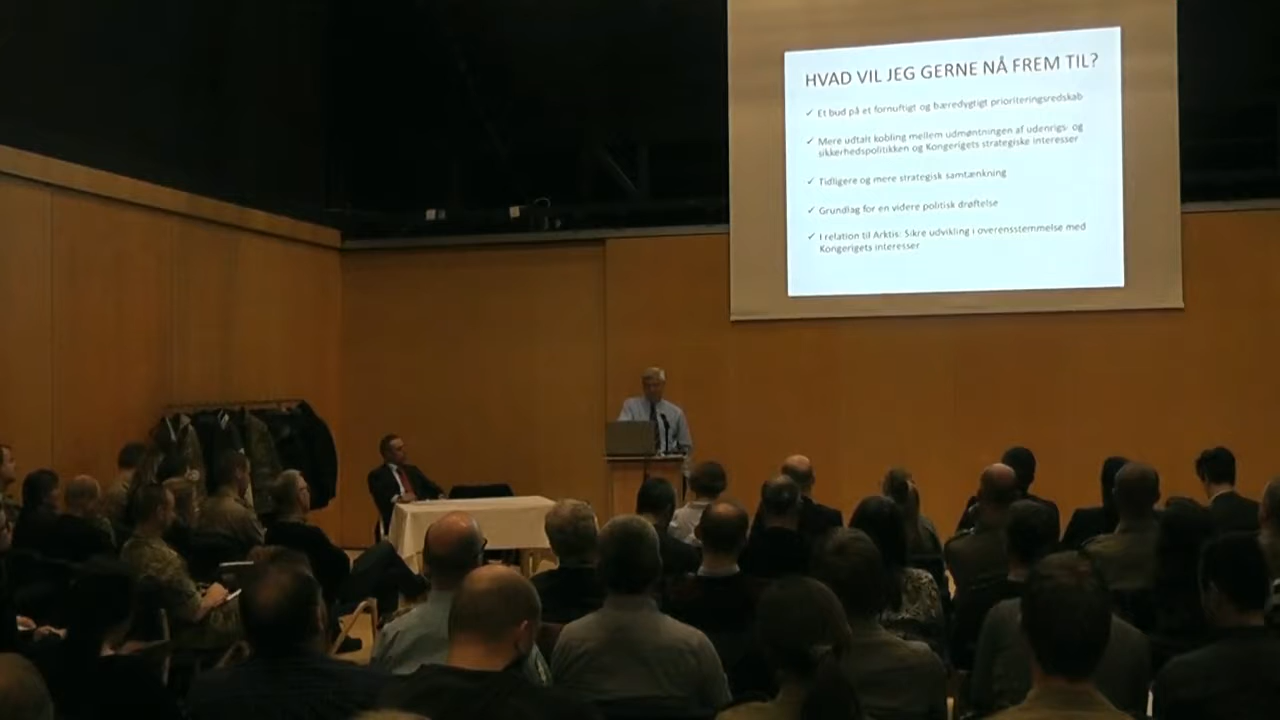 HVAD VIL JEG GERNE NÅ FREM TIL?
✓ Et bud på et fornuftigt og bæredygtigt prioriteringsredskab
✓ Mere udtalt kobling mellem udmøntningen af udenrigs- og
sikkerhedspolitikken og Kongerigets strategiske interesser
✓ Tidligere og mere strategisk samtænkning
✓ Grundlag for en videre politisk drøftelse
✓ I relation til Arktis: Sikre udvikling i overensstemmelse med
Kongerigets interesser